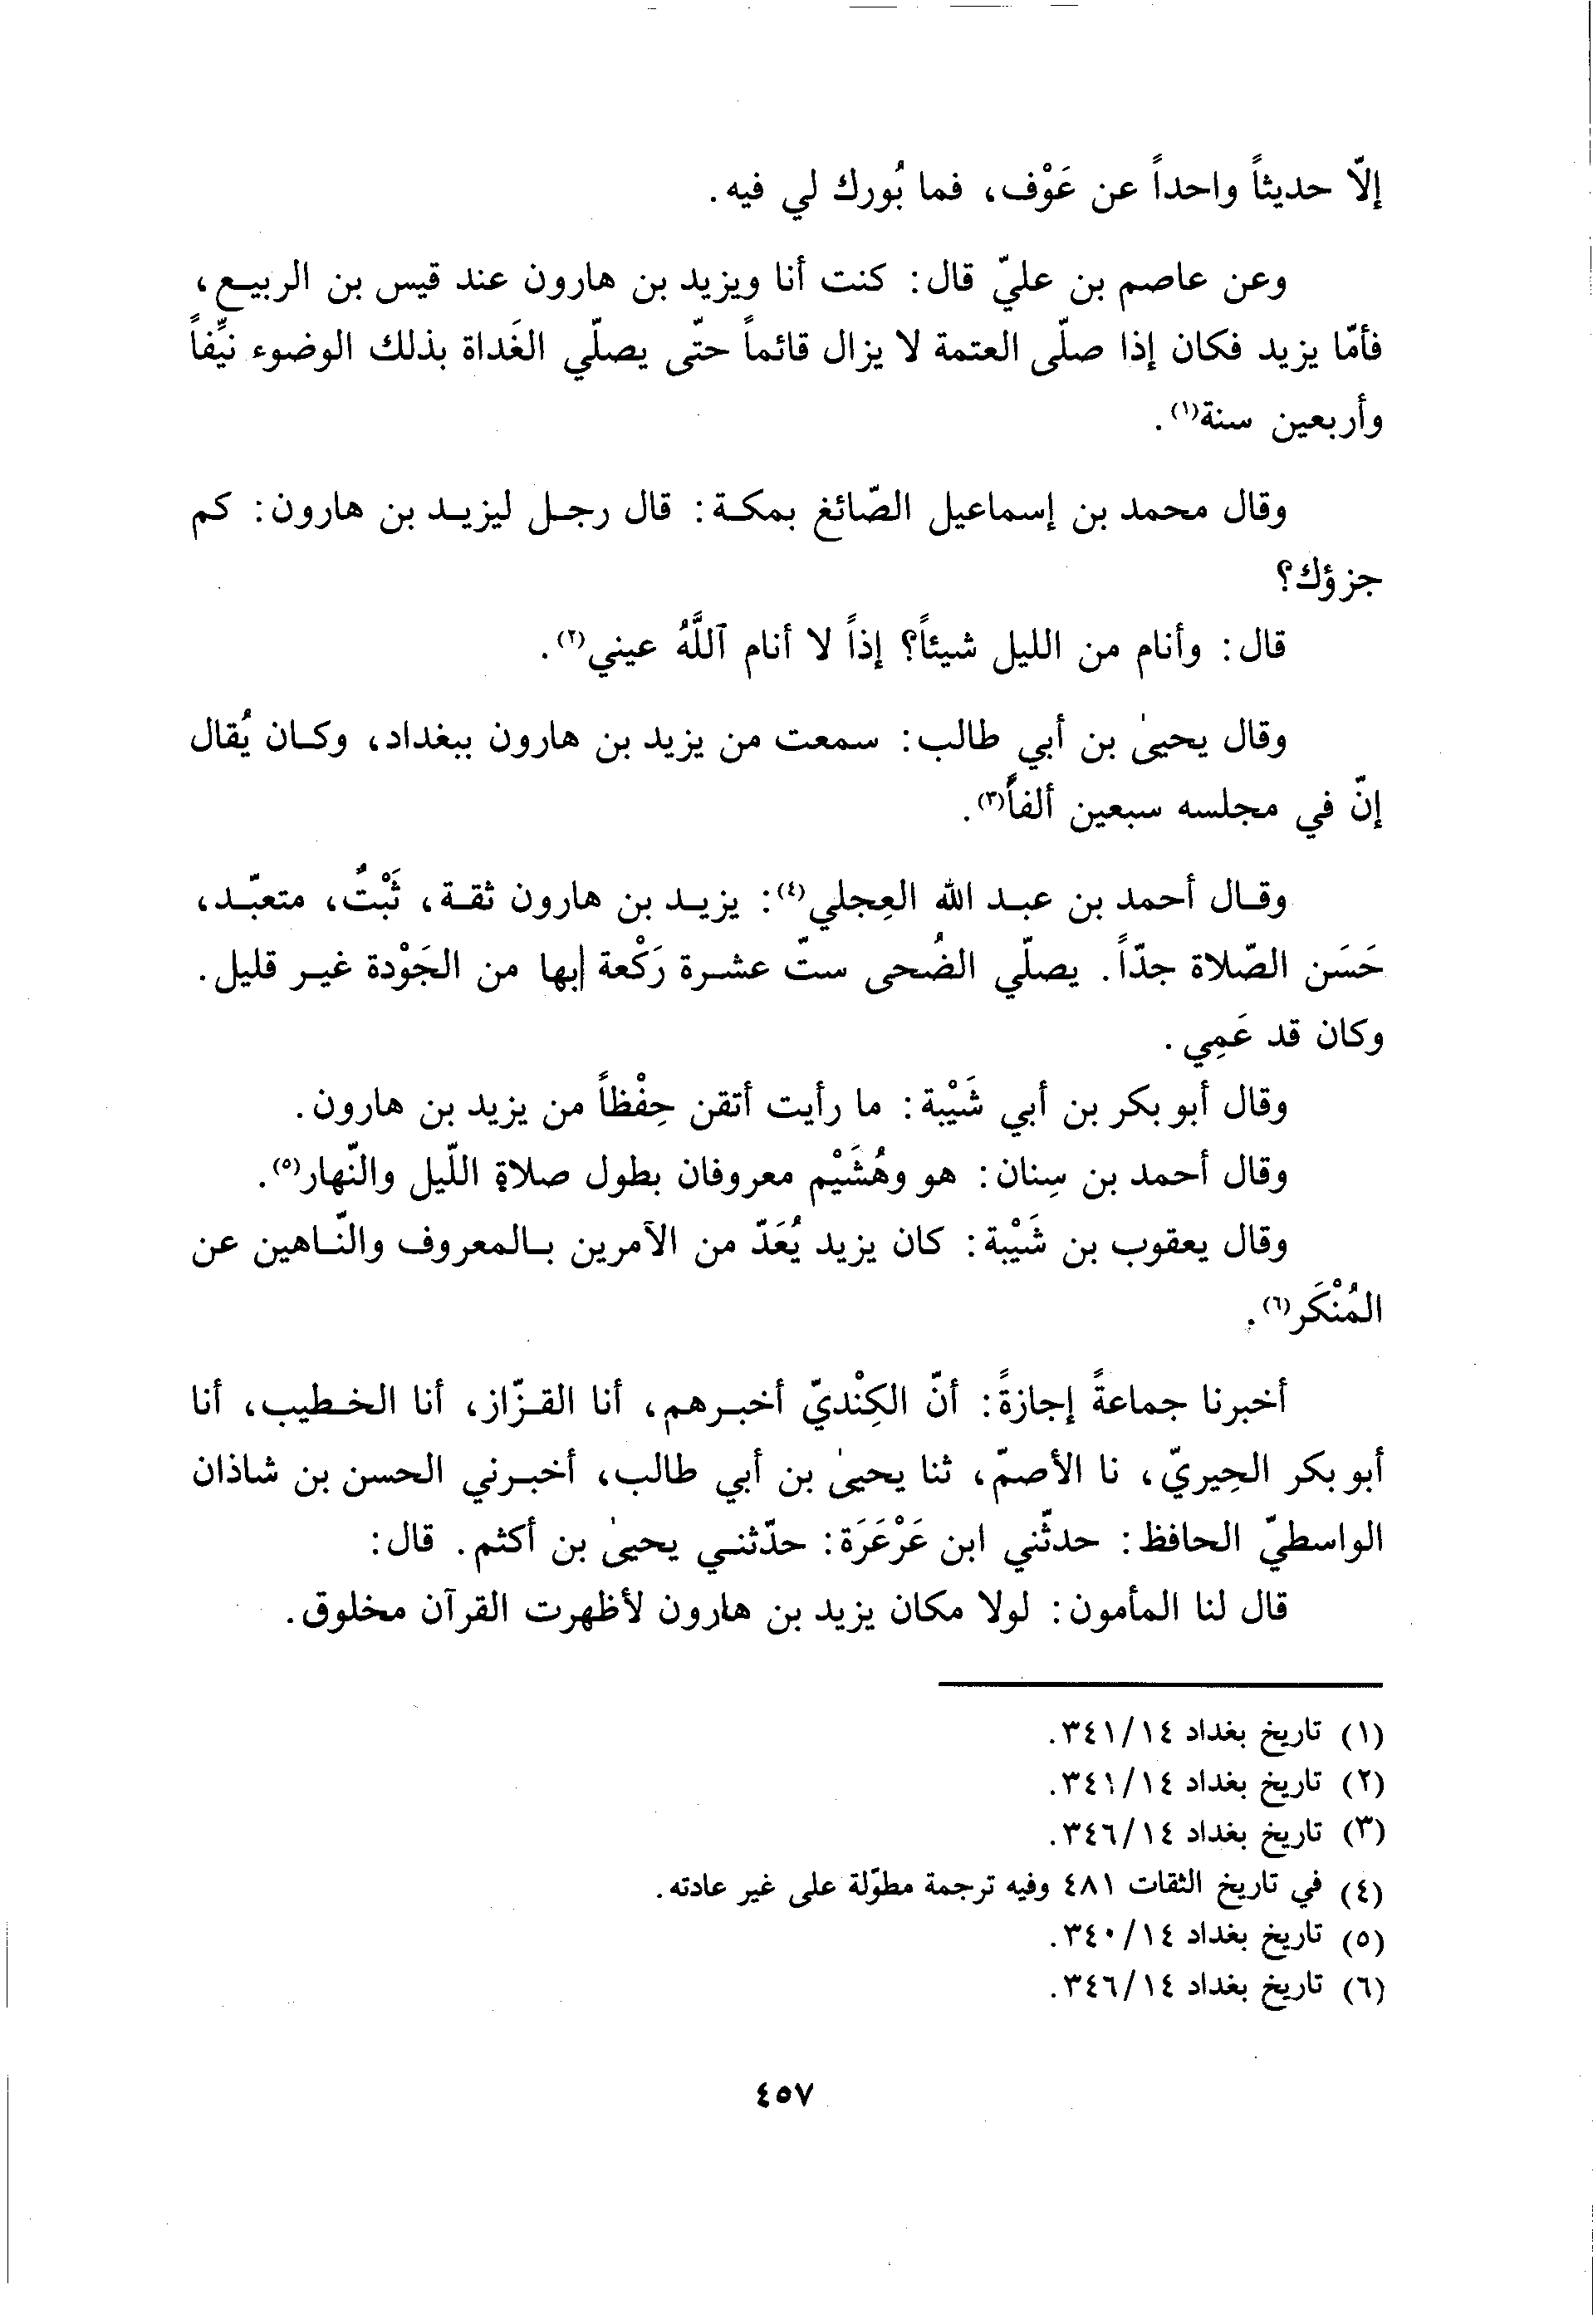 إلاّ حديثاً واحداً عن عَوْف، فما بُورك لي فيه.
وعن عاصم بن عليّ قال: كنت أنا ويزيد بن هارون عند قيس بن الربيع،
فأمّا يزيد فكان إذا صلّى العتمة لا يزال قائماً حتّى يصلّي الغَداة بذلك الوضوء نيِّفاً
وأربعين سنة(١).
وقال محمد بن إسماعيل الصّائغ بمكة: قال رجل ليزيد بن هارون: كم
جزؤك؟
قال: وأنام من الليل شيئاً؟ إذاً لا أنام ٱللَّهُ عيني(٢).
وقال يحيىٰ بن أبي طالب: سمعت من يزيد بن هارون ببغداد، وكان يُقال
إنّ في مجلسه سبعين ألفاً(٣).
وقال أحمد بن عبد الله العِجلي(٤): يزيد بن هارون ثقة، ثَبْتٌ، متعبّد،
حَسَن الصّلاة جدّاً. يصلّي الضُحى ستّ عشرة رَكْعة بها من الجَوْدة غير قليل.
وكان قد عَمِي.
وقال أبو بكر بن أبي شَيْبة: ما رأيت أتقن حِفْظاً من يزيد بن هارون.
وقال أحمد بن سِنان: هو وهُشَيْم معروفان بطول صلاة اللّيل والنّهار(٥).
وقال يعقوب بن شَيْبة: كان يزيد يُعَدّ من الآمرين بالمعروف والنّاهين عن
المُنْكَر(٦).
أخبرنا جماعةً إجازةً: أنّ الكِنْديّ أخبرهم، أنا القزّاز، أنا الخطيب، أنا
أبو بكر الحِيريّ، نا الأصمّ، ثنا يحيىٰ بن أبي طالب، أخبرني الحسن بن شاذان
الواسطيّ الحافظ: حدثّني ابن عَرْعَرَة: حدّثني يحيىٰ بن أكثم. قال:
قال لنا المأمون: لولا مكان يزيد بن هارون لأظهرت القرآن مخلوق.
(١) تاريخ بغداد ٣٤١/١٤.
(٢) تاريخ بغداد ٣٤١/١٤.
(٣) تاريخ بغداد ٣٤٦/١٤.
(٤) في تاريخ الثقات ٤٨١ وفيه ترجمة مطوّلة على غير عادته.
(٥) تاريخ بغداد ٣٤٠/١٤.
(٦) تاريخ بغداد ٣٤٦/١٤.
٤٥٧